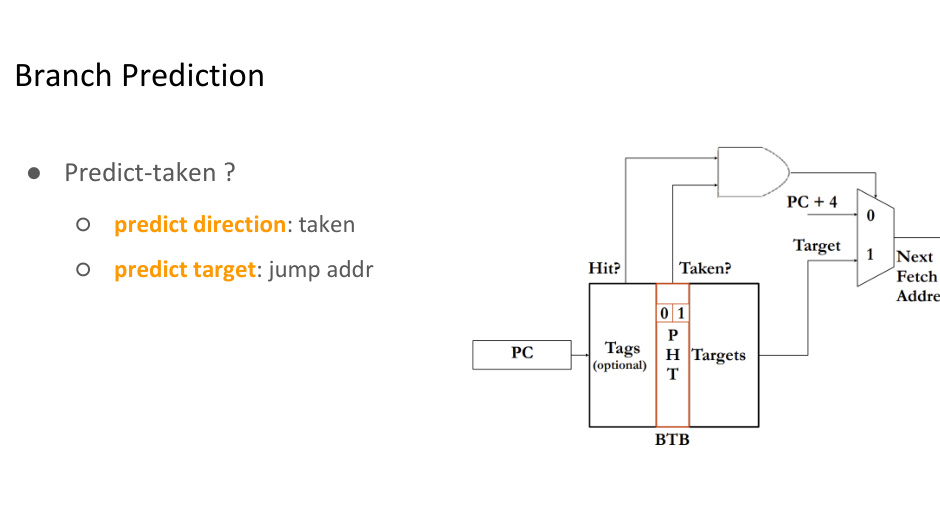 Branch Prediction
● Predict-taken ?
○ predict direction: taken
○ predict target: jump addr
PC + 4
0
Target
1
Next
Fetch
Addre
Hit?
Taken?
0 1
PC
Tags
(optional)
P
H
T
Targets
BTB